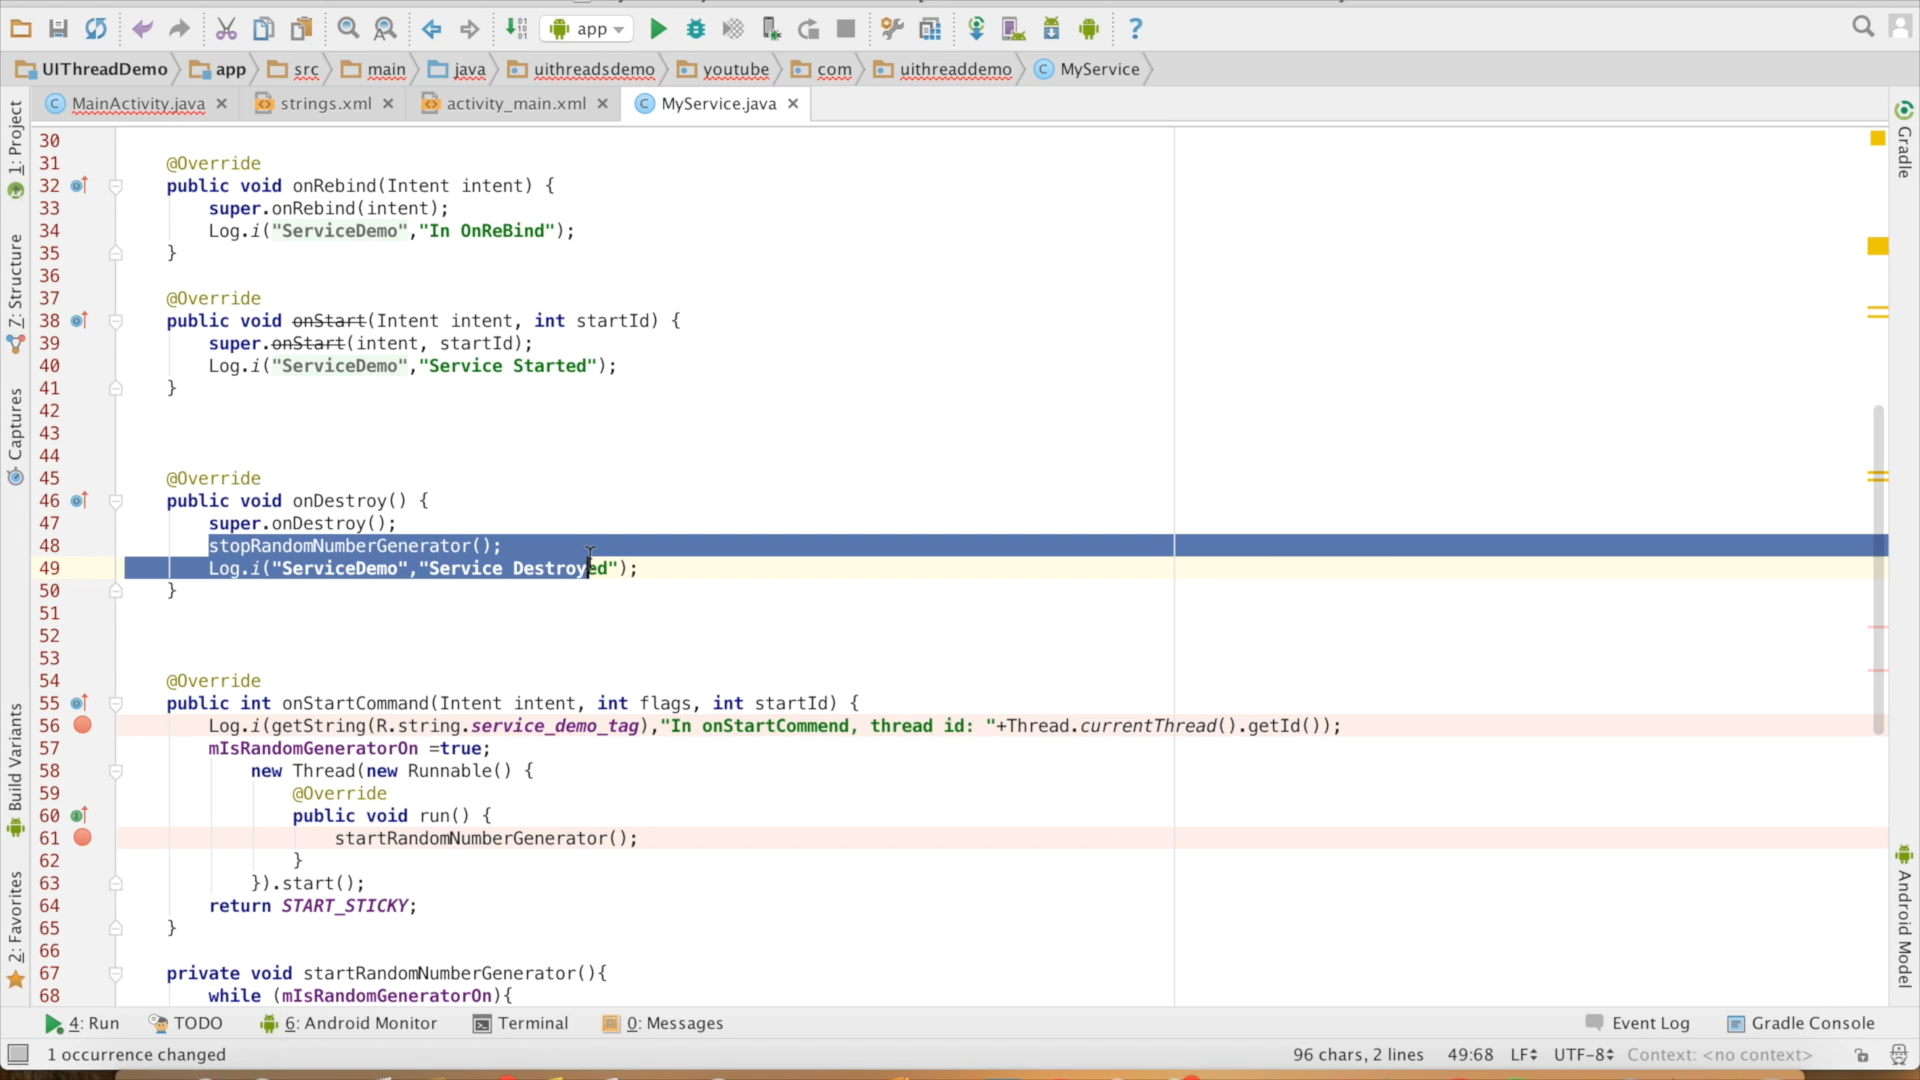 app
UIThreadDemo app src main java uithreadsdemo youtube com uithreaddemo MyService
MainActivity.java strings.xml activity_main.xml MyService.java
1: Project
Z: Structure
Captures
Build Variants
2: Favorites
30
31 @Override
32 public void onRebind(Intent intent) {
33 super.onRebind(intent);
34 Log.i("ServiceDemo","In OnReBind");
35 }
36
37 @Override
38 public void onStart(Intent intent, int startId) {
39 super.onStart(intent, startId);
40 Log.i("ServiceDemo","Service Started");
41 }
42
43
44
45 @Override
46 public void onDestroy() {
47 super.onDestroy();
48 stopRandomNumberGenerator();
49 Log.i("ServiceDemo","Service Destroyed");
50 }
51
52
53
54 @Override
55 public int onStartCommand(Intent intent, int flags, int startId) {
56 Log.i(getString(R.string.service_demo_tag),"In onStartCommend, thread id: "+Thread.currentThread().getId());
57 mIsRandomGeneratorOn =true;
58 new Thread(new Runnable() {
59 @Override
60 public void run() {
61 startRandomNumberGenerator();
62 }
63 }).start();
64 return START_STICKY;
65 }
66
67 private void startRandomNumberGenerator(){
68 while (mIsRandomGeneratorOn){
Gradle
Android Model
4: Run TODO 6: Android Monitor Terminal 0: Messages Event Log Gradle Console
1 occurrence changed 96 chars, 2 lines 49:68 LF UTF-8 Context: <no context>